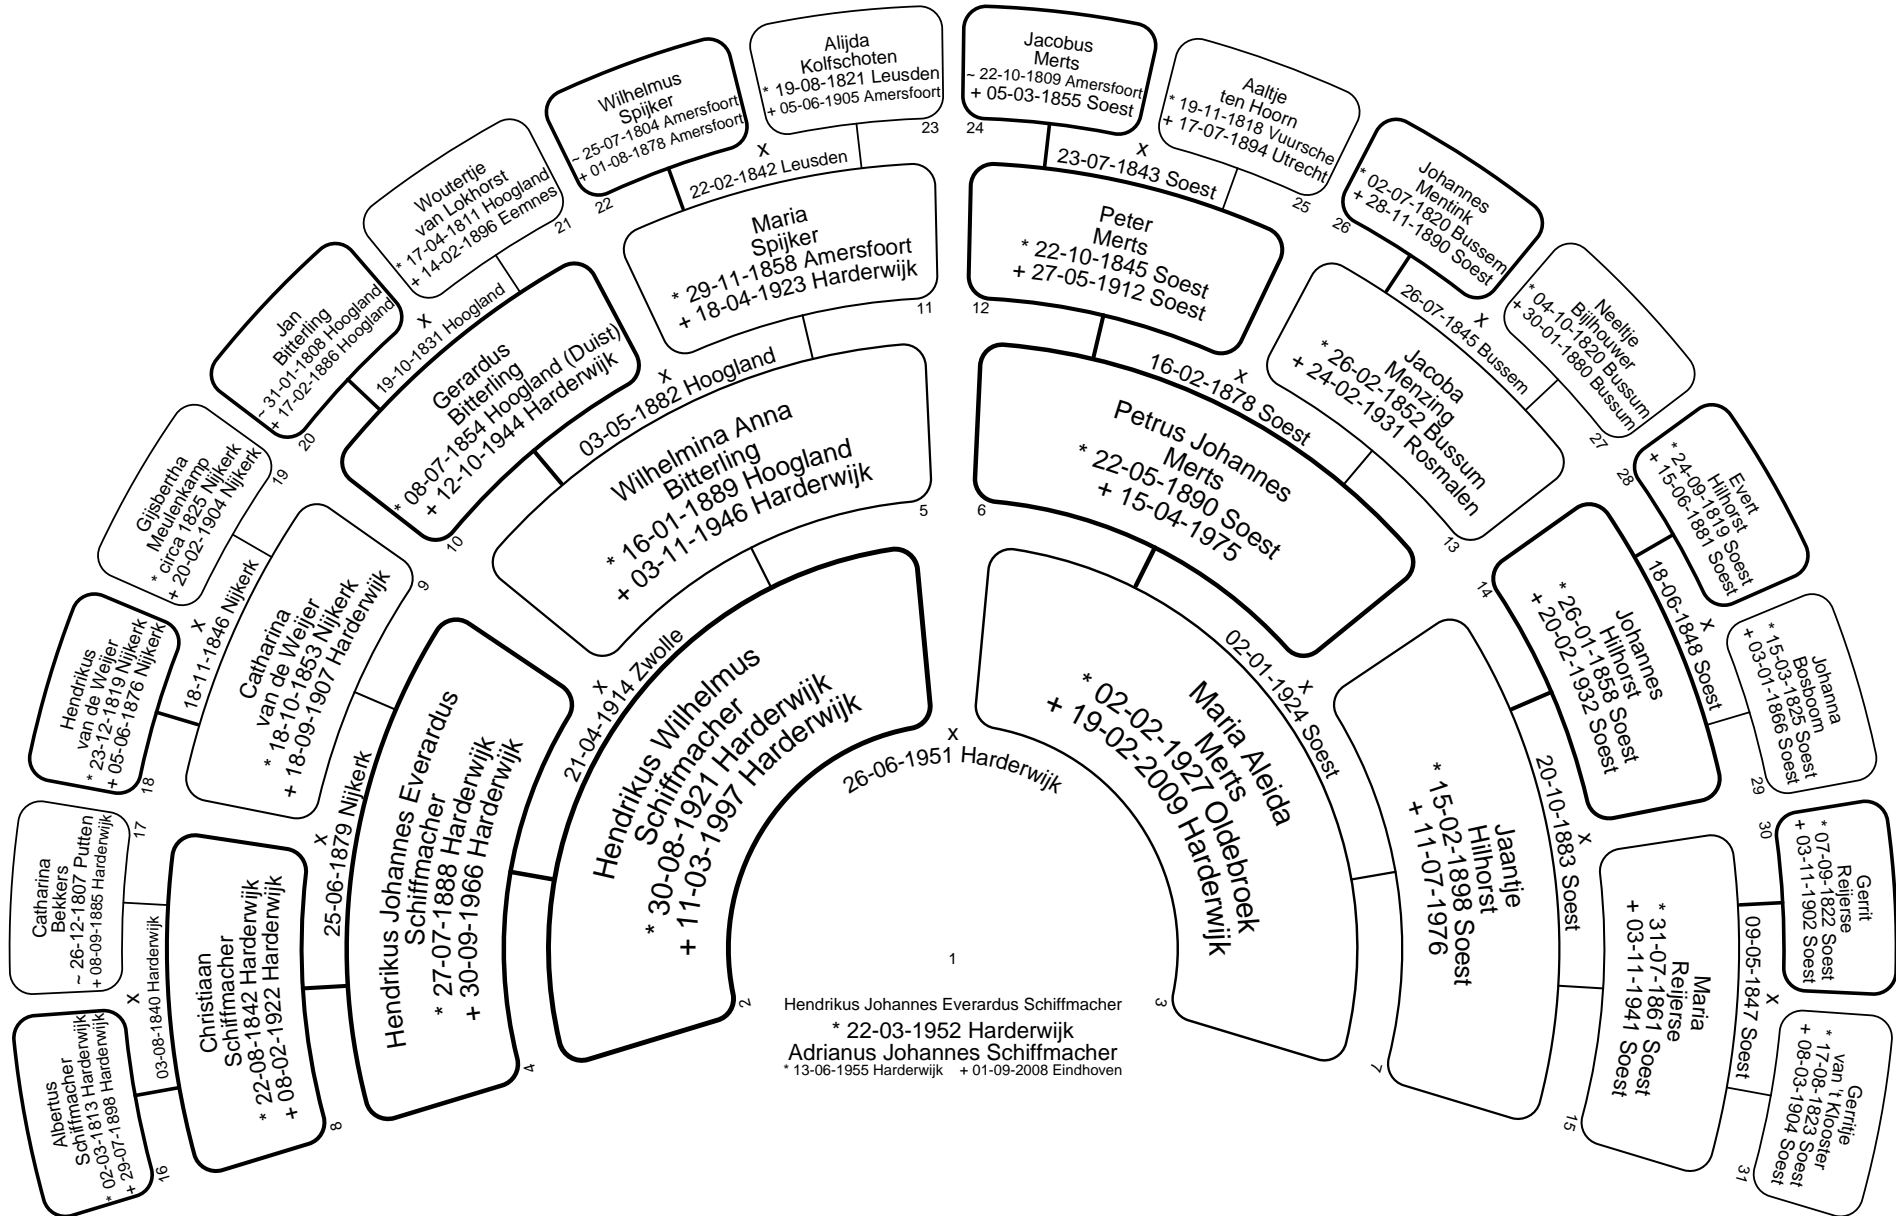 1
Hendrikus Johannes Everardus Schiffmacher
* 22-03-1952 Harderwijk
Adrianus Johannes Schiffmacher
* 13-06-1955 Harderwijk + 01-09-2008 Eindhoven
Hendrikus Wilhelmus
Schiffmacher
* 30-08-1921 Harderwijk
+ 11-03-1997 Harderwijk
2
x
26-06-1951 Harderwijk
Maria Aleida
Merts
* 02-02-1927 Oldebroek
+ 19-02-2009 Harderwijk
3
Hendrikus Johannes Everardus
Schiffmacher
* 27-07-1888 Harderwijk
+ 30-09-1966 Harderwijk
4
x
21-04-1914 Zwolle
Wilhelmina Anna
Bitterling
* 16-01-1889 Hoogland
+ 03-11-1946 Harderwijk
5
Petrus Johannes
Merts
* 22-05-1890 Soest
+ 15-04-1975
6
x
02-01-1924 Soest
Jaantje
Hilhorst
* 15-02-1898 Soest
+ 11-07-1976
7
Christian
Schiffmacher
* 22-08-1842 Harderwijk
+ 08-02-1922 Harderwijk
8
x
25-06-1879 Nijkerk
Catharina
van de Weijer
* 18-10-1853 Nijkerk
+ 18-09-1907 Harderwijk
9
Gerardus
Bitterling
* 08-07-1854 Hoogland (Duist)
+ 12-10-1944 Harderwijk
10
x
03-05-1882 Hoogland
Maria
Spijker
* 29-11-1858 Amersfoort
+ 18-04-1923 Harderwijk
11
Peter
Merts
* 22-10-1845 Soest
+ 27-05-1912 Soest
12
x
16-02-1878 Soest
Jacoba
Menzing
* 26-02-1852 Bussum
+ 24-02-1931 Rosmalen
13
Johannes
Hilhorst
* 26-01-1858 Soest
+ 20-02-1932 Soest
14
x
20-10-1883 Soest
Maria
Reijerse
* 31-07-1861 Soest
+ 03-11-1941 Soest
15
Albertus
Schiffmacher
* 02-03-1813 Harderwijk
+ 29-07-1898 Harderwijk
16
x
03-08-1840 Harderwijk
Catharina
Bekkers
~ 26-12-1807 Putten
+ 08-09-1885 Harderwijk
17
Hendrikus
van de Weijer
* 23-12-1819 Nijkerk
+ 05-06-1876 Nijkerk
18
x
18-1-1846 Nijkerk
Gijsbertha
Meulenkamp
* circa 1825 Nijkerk
+ 20-02-1904 Nijkerk
19
Jan
Bitterling
~ 31-01-1808 Hoogland
+ 17-02-1886 Hoogland
20
x
19-10-1831 Hoogland
Woutertje
van Lokhorst
* 17-04-1811 Hoogland
+ 14-02-1896 Eemnes
21
Wilhelmus
Spijker
~ 25-07-1804 Amersfoort
+ 01-08-1878 Amersfoort
22
x
22-02-1842 Leusden
Alijda
Kolfschoten
* 19-08-1821 Leusden
+ 05-06-1905 Amersfoort
23
Jacobus
Merts
~ 22-10-1809 Amersfoort
+ 05-03-1855 Soest
24
x
23-07-1843 Soest
Aaltje
ten Hoorn
* 19-11-1818 Vuursche
+ 17-07-1894 Utrecht
25
Johannes
Mentink
* 02-07-1820 Bussem
+ 28-11-1890 Soest
26
x
26-07-1845 Bussem
Neeltje
Bijlhouwer
* 04-10-1820 Bussum
+ 30-01-1880 Bussum
27
Evert
Hilhorst
* 24-09-1819 Soest
+ 15-06-1881 Soest
28
x
18-06-1848 Soest
Johanna
Bosboom
* 15-03-1825 Soest
+ 03-01-1866 Soest
29
Gerrit
Reijerse
* 07-09-1822 Soest
+ 03-11-1902 Soest
30
x
09-05-1847 Soest
Gerritje
van 't Klooster
* 17-08-1823 Soest
+ 08-03-1904 Soest
31